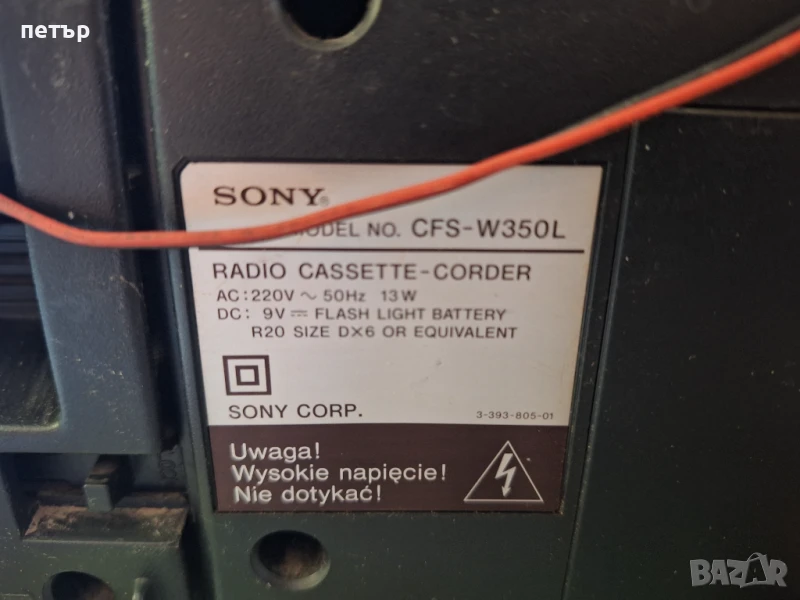 петър
SONY®
MODEL NO. CFS-W350L
RADIO CASSETTE-CORDER
AC:220V ~ 50Hz 13W
DC: 9V ⎓ FLASH LIGHT BATTERY
R20 SIZE D×6 OR EQUIVALENT
SONY CORP.
3-393-805-01
Uwaga!
Wysokie napięcie!
Nie dotykać!
BAZAR